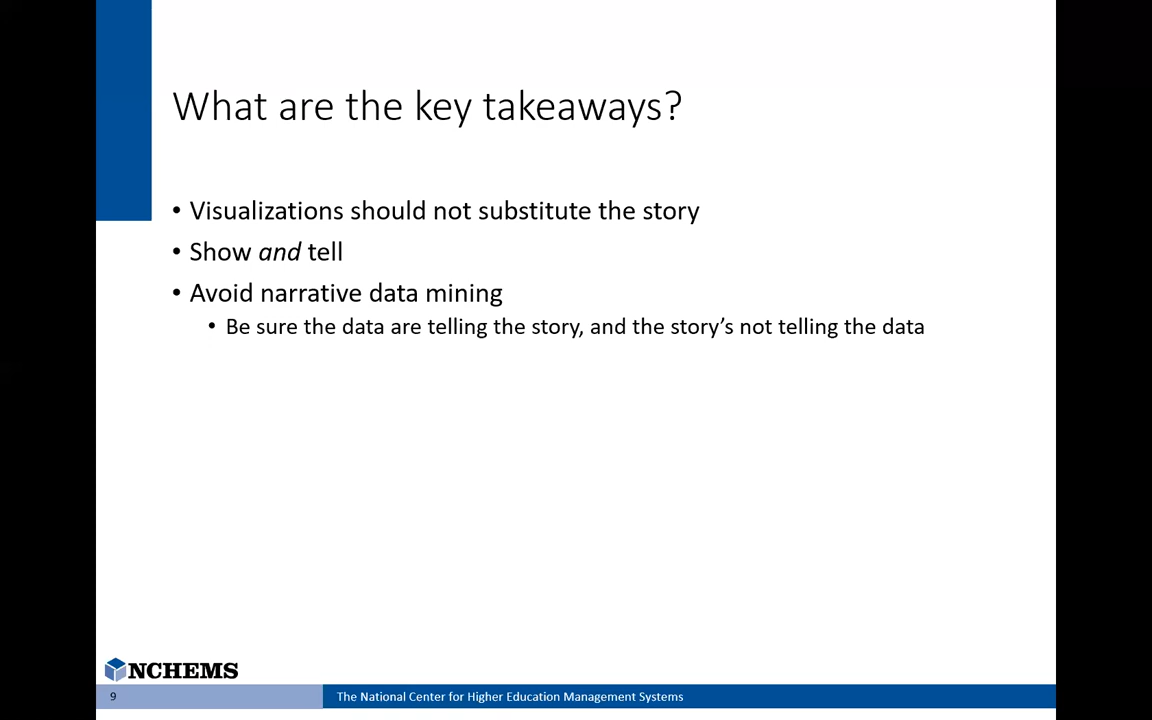 What are the key takeaways?
• Visualizations should not substitute the story
• Show and tell
• Avoid narrative data mining
• Be sure the data are telling the story, and the story’s not telling the data
NCHEMS
9
The National Center for Higher Education Management Systems